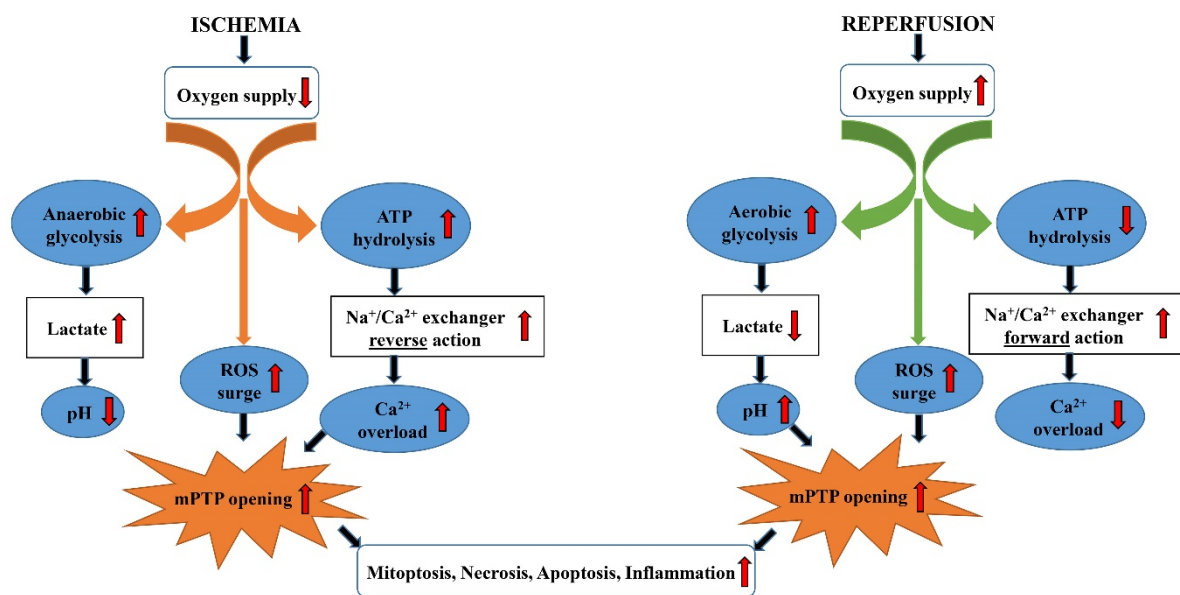 ISCHEMIA
Oxygen supply
Anaerobic
glycolysis
ATP
hydrolysis
Lactate
Na⁺/Ca²⁺ exchanger
reverse action
ROS
surge
pH
Ca²⁺
overload
mPTP opening
REPERFUSION
Oxygen supply
Aerobic
glycolysis
ATP
hydrolysis
Lactate
Na⁺/Ca²⁺ exchanger
forward action
ROS
surge
pH
Ca²⁺
overload
mPTP opening
Mitoptosis, Necrosis, Apoptosis, Inflammation